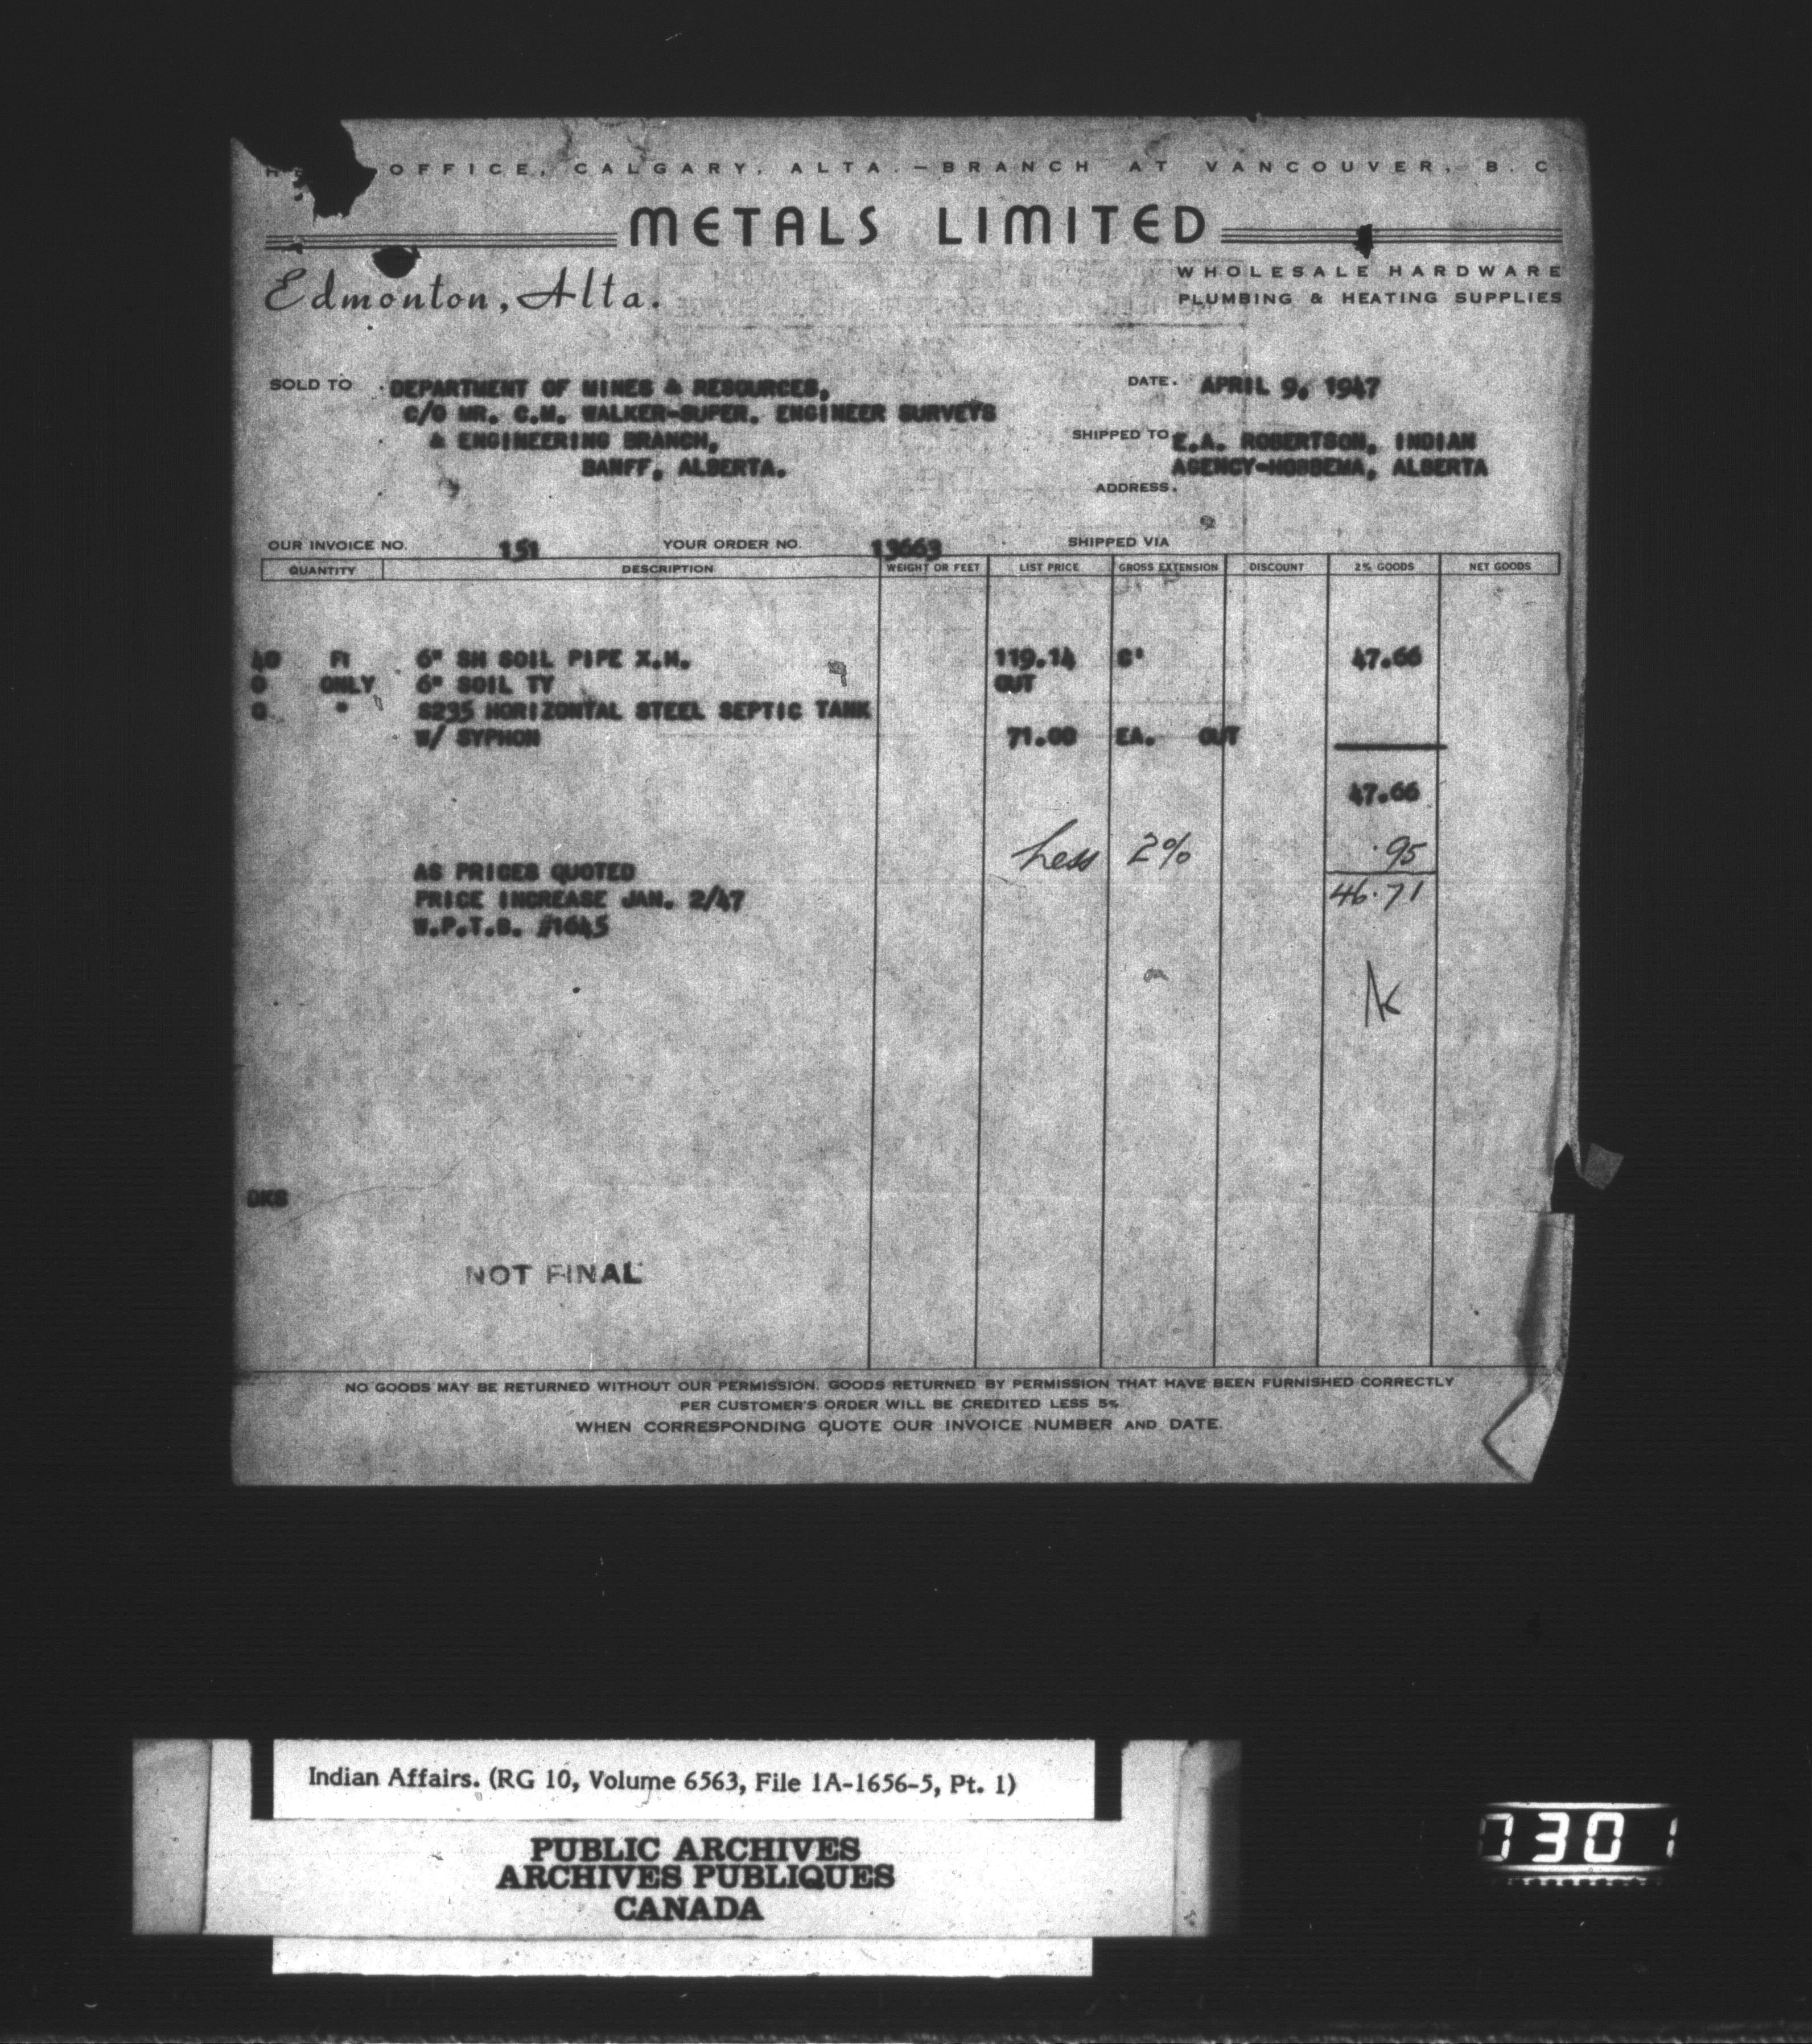 OFFICE, CALGARY, ALTA.—BRANCH AT VANCOUVER, B. C.
METALS LIMITED
Edmonton, Alta.
WHOLESALE HARDWARE
PLUMBING & HEATING SUPPLIES
SOLD TO DEPARTMENT OF MINES & RESOURCES,
C/O MR. C.M. WALKER-SUPER. ENGINEER SURVEYS
& ENGINEERING BRANCH,
BANFF, ALBERTA.
DATE. APRIL 9, 1947
SHIPPED TO E.A. ROBERTSON, INDIAN
AGENCY-HOBBEMA, ALBERTA
ADDRESS.
OUR INVOICE NO. 151 YOUR ORDER NO. 13663 SHIPPED VIA
QUANTITY DESCRIPTION WEIGHT OR FEET LIST PRICE GROSS EXTENSION DISCOUNT 2% GOODS NET GOODS
40 FT 6" SH SOIL PIPE X.H. 119.14 C' 47.66
0 ONLY 6" SOIL TY OUT
0 " S235 HORIZONTAL STEEL SEPTIC TANK
W/ SYPHON 71.00 EA. OUT
47.66
Less 2% .95
46.71
AS PRICES QUOTED
PRICE INCREASE JAN. 2/47
W.P.T.B. #1645
DKS
NOT FINAL
NO GOODS MAY BE RETURNED WITHOUT OUR PERMISSION. GOODS RETURNED BY PERMISSION THAT HAVE BEEN FURNISHED CORRECTLY
PER CUSTOMER'S ORDER WILL BE CREDITED LESS 5%
WHEN CORRESPONDING QUOTE OUR INVOICE NUMBER AND DATE.
Indian Affairs. (RG 10, Volume 6563, File 1A-1656-5, Pt. 1)
PUBLIC ARCHIVES
ARCHIVES PUBLIQUES
CANADA
0301